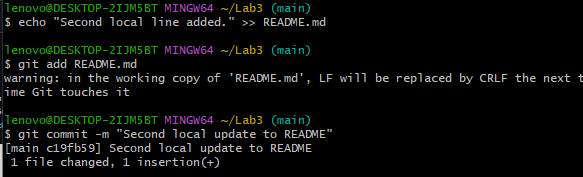 lenovo@DESKTOP-2IJM5BT MINGW64 ~/Lab3 (main)
$ echo "Second local line added." >> README.md
lenovo@DESKTOP-2IJM5BT MINGW64 ~/Lab3 (main)
$ git add README.md
warning: in the working copy of 'README.md', LF will be replaced by CRLF the next t
ime Git touches it
lenovo@DESKTOP-2IJM5BT MINGW64 ~/Lab3 (main)
$ git commit -m "Second local update to README"
[main c19fb59] Second local update to README
 1 file changed, 1 insertion(+)